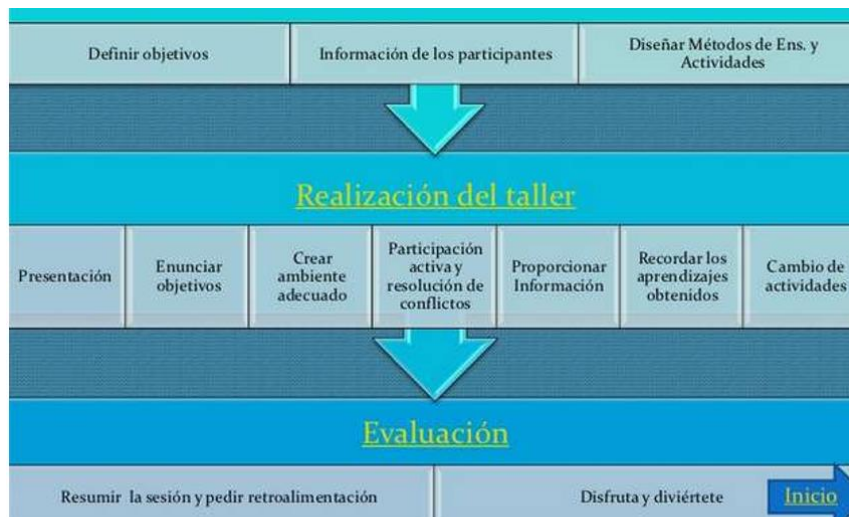 Definir objetivos
Información de los participantes
Diseñar Métodos de Ens. y
Actividades
Realización del taller
Presentación
Enunciar
objetivos
Crear
ambiente
adecuado
Participación
activa y
resolución de
conflictos
Proporcionar
Información
Recordar los
aprendizajes
obtenidos
Cambio de
actividades
Evaluación
Resumir la sesión y pedir retroalimentación
Disfruta y diviértete
Inicio